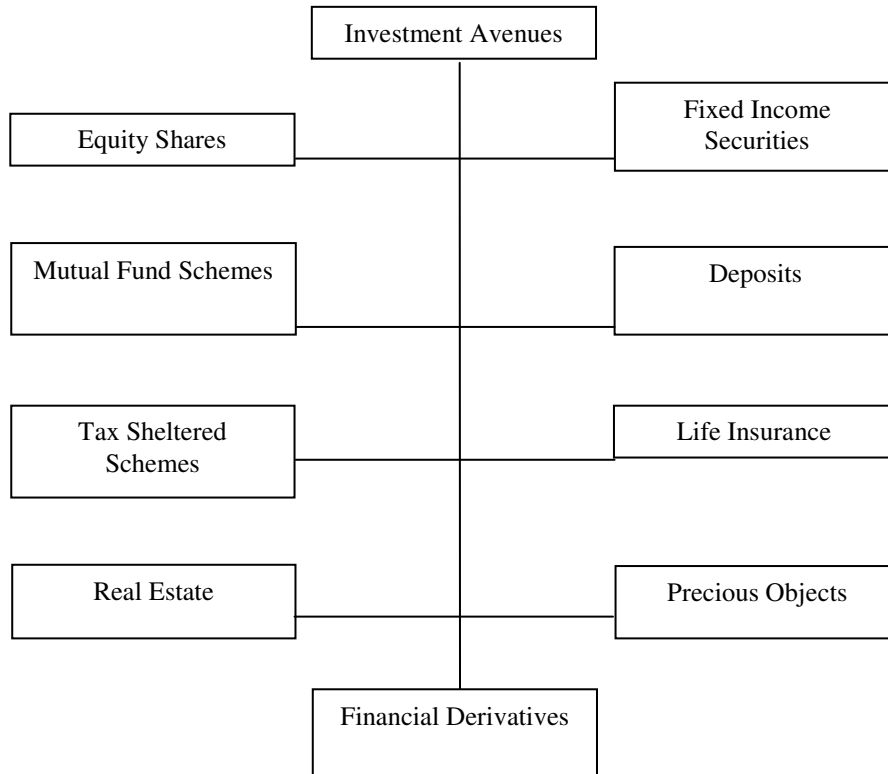 Investment Avenues
Equity Shares
Fixed Income
Securities
Mutual Fund Schemes
Deposits
Tax Sheltered
Schemes
Life Insurance
Real Estate
Precious Objects
Financial Derivatives